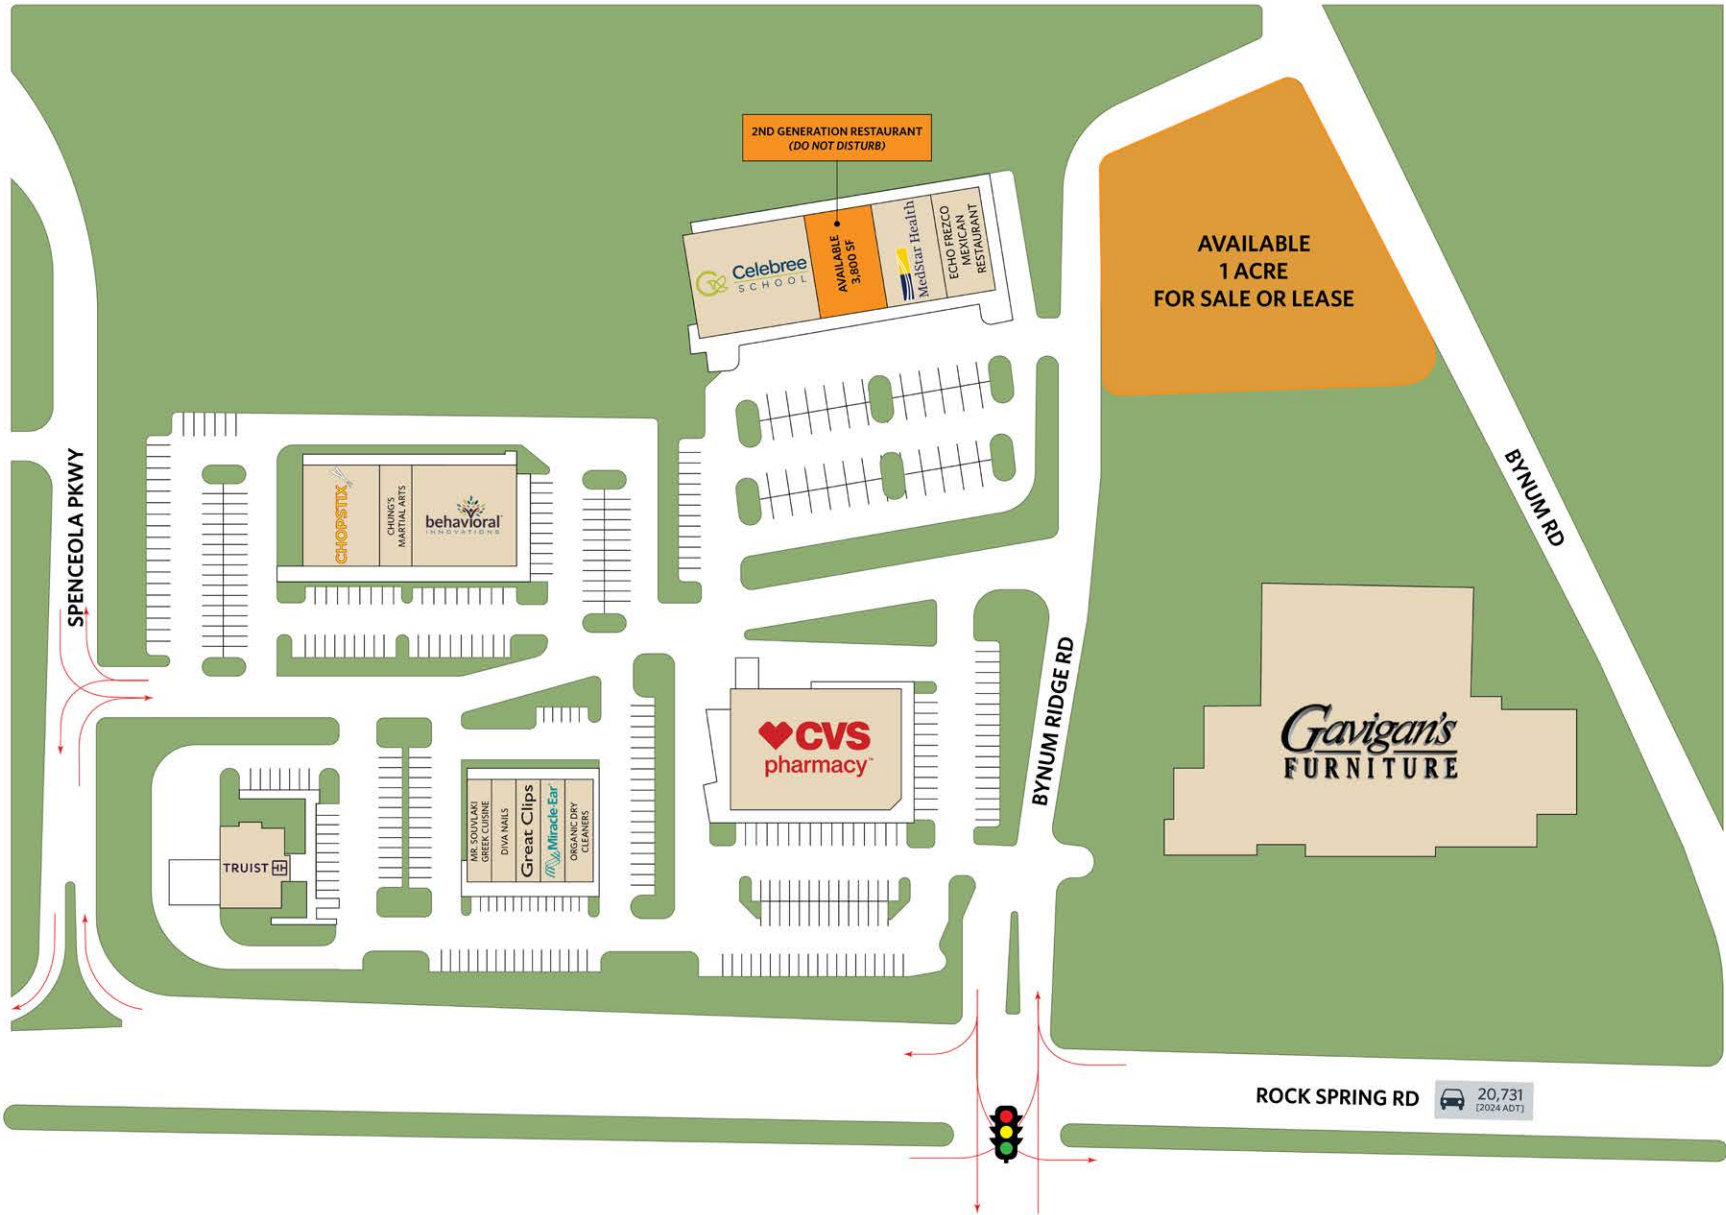 2ND GENERATION RESTAURANT
(DO NOT DISTURB)
Celebree
SCHOOL
AVAILABLE
3,800 SF
MedStar Health
ECHO FREZCO
MEXICAN
RESTAURANT
AVAILABLE
1 ACRE
FOR SALE OR LEASE
SPENCEOLA PKWY
CHOPSTIX
CHUNG'S
MARTIAL ARTS
behavioral
INNOVATIONS
BYNUM RD
BYNUM RIDGE RD
CVS
pharmacy™
Gavigan's
FURNITURE
TRUIST
MR. SOUVLAKI
GREEK CUISINE
DIVA NAILS
Great Clips
Miracle-Ear
ORGANIC DRY
CLEANERS
ROCK SPRING RD
20,731
[2024 ADT]